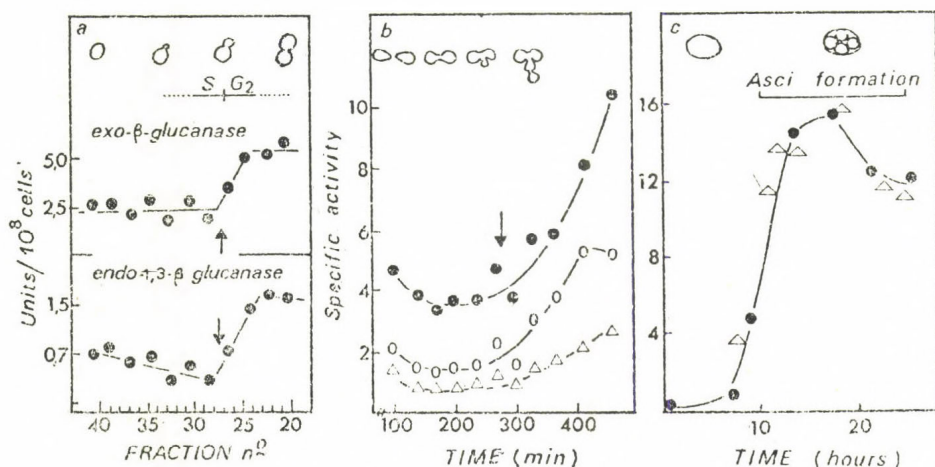 a
S G2
exo-β-glucanase
5,0
2,5
endo-1,3-β glucanase
1,5
0,7
Units/10⁸ cells
40 30 20
FRACTION nº
b
10
8
6
4
2
Specific activity
100 200 300 400
TIME (min)
c
Asci formation
16
12
8
4
10 20
TIME (hours)